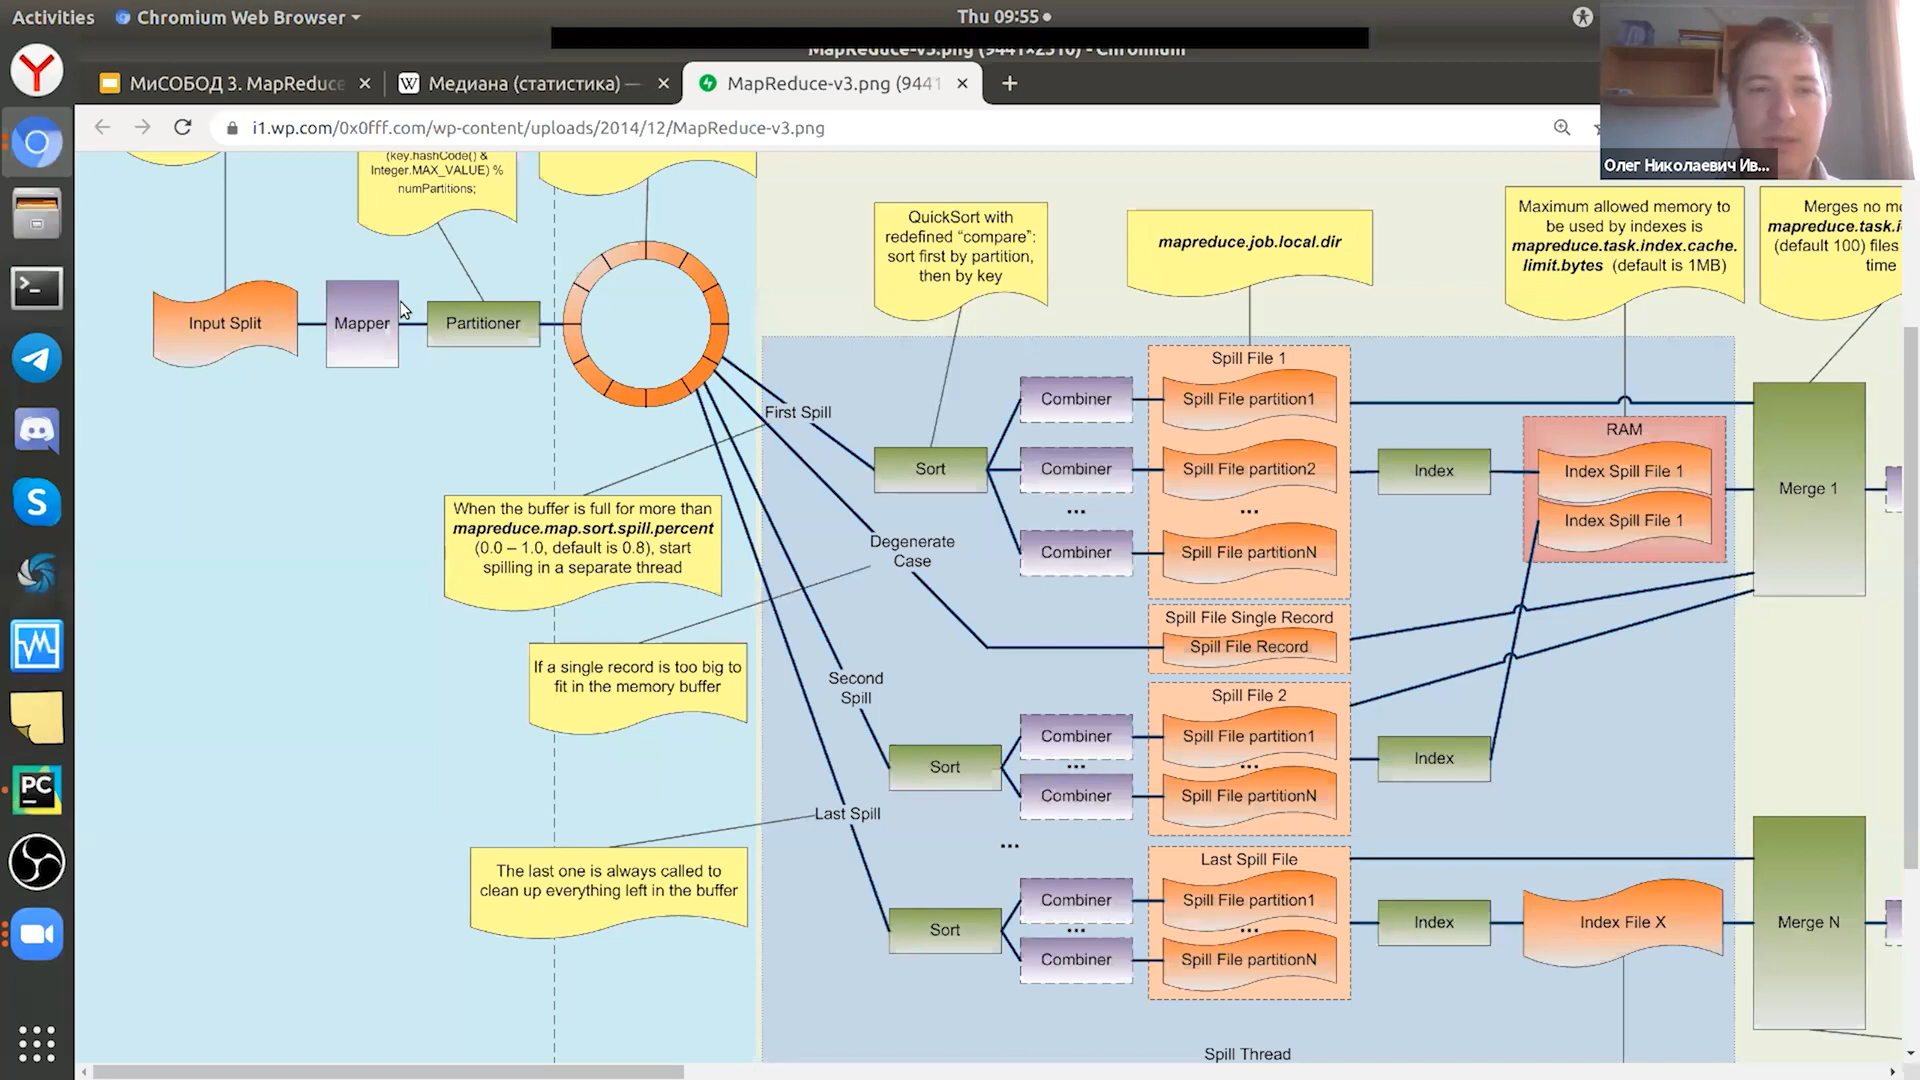 Activities
Chromium Web Browser
Thu 09:55
MapReduce-v3.png (9441×2510) - Chromium
МиСОБОД 3. MapReduce
Медиана (статистика) —
MapReduce-v3.png (9441
i1.wp.com/0x0fff.com/wp-content/uploads/2014/12/MapReduce-v3.png
Олег Николаевич Ив...
(key.hashCode() &
Integer.MAX_VALUE) %
numPartitions;
Input Split
Mapper
Partitioner
QuickSort with
redefined “compare”:
sort first by partition,
then by key
mapreduce.job.local.dir
Maximum allowed memory to
be used by indexes is
mapreduce.task.index.cache.
limit.bytes (default is 1MB)
Merges no
mapreduce.task.
(default 100) files
time
First Spill
When the buffer is full for more than
mapreduce.map.sort.spill.percent
(0.0 – 1.0, default is 0.8), start
spilling in a separate thread
Degenerate
Case
If a single record is too big to
fit in the memory buffer
Second
Spill
Last Spill
The last one is always called to
clean up everything left in the buffer
Sort
Combiner
Combiner
...
Combiner
Spill File 1
Spill File partition1
Spill File partition2
...
Spill File partitionN
Index
RAM
Index Spill File 1
Index Spill File 1
Merge 1
Spill File Single Record
Spill File Record
Sort
Combiner
...
Combiner
Spill File 2
Spill File partition1
...
Spill File partitionN
Index
...
Sort
Combiner
...
Combiner
Last Spill File
Spill File partition1
...
Spill File partitionN
Index
Index File X
Merge N
Spill Thread